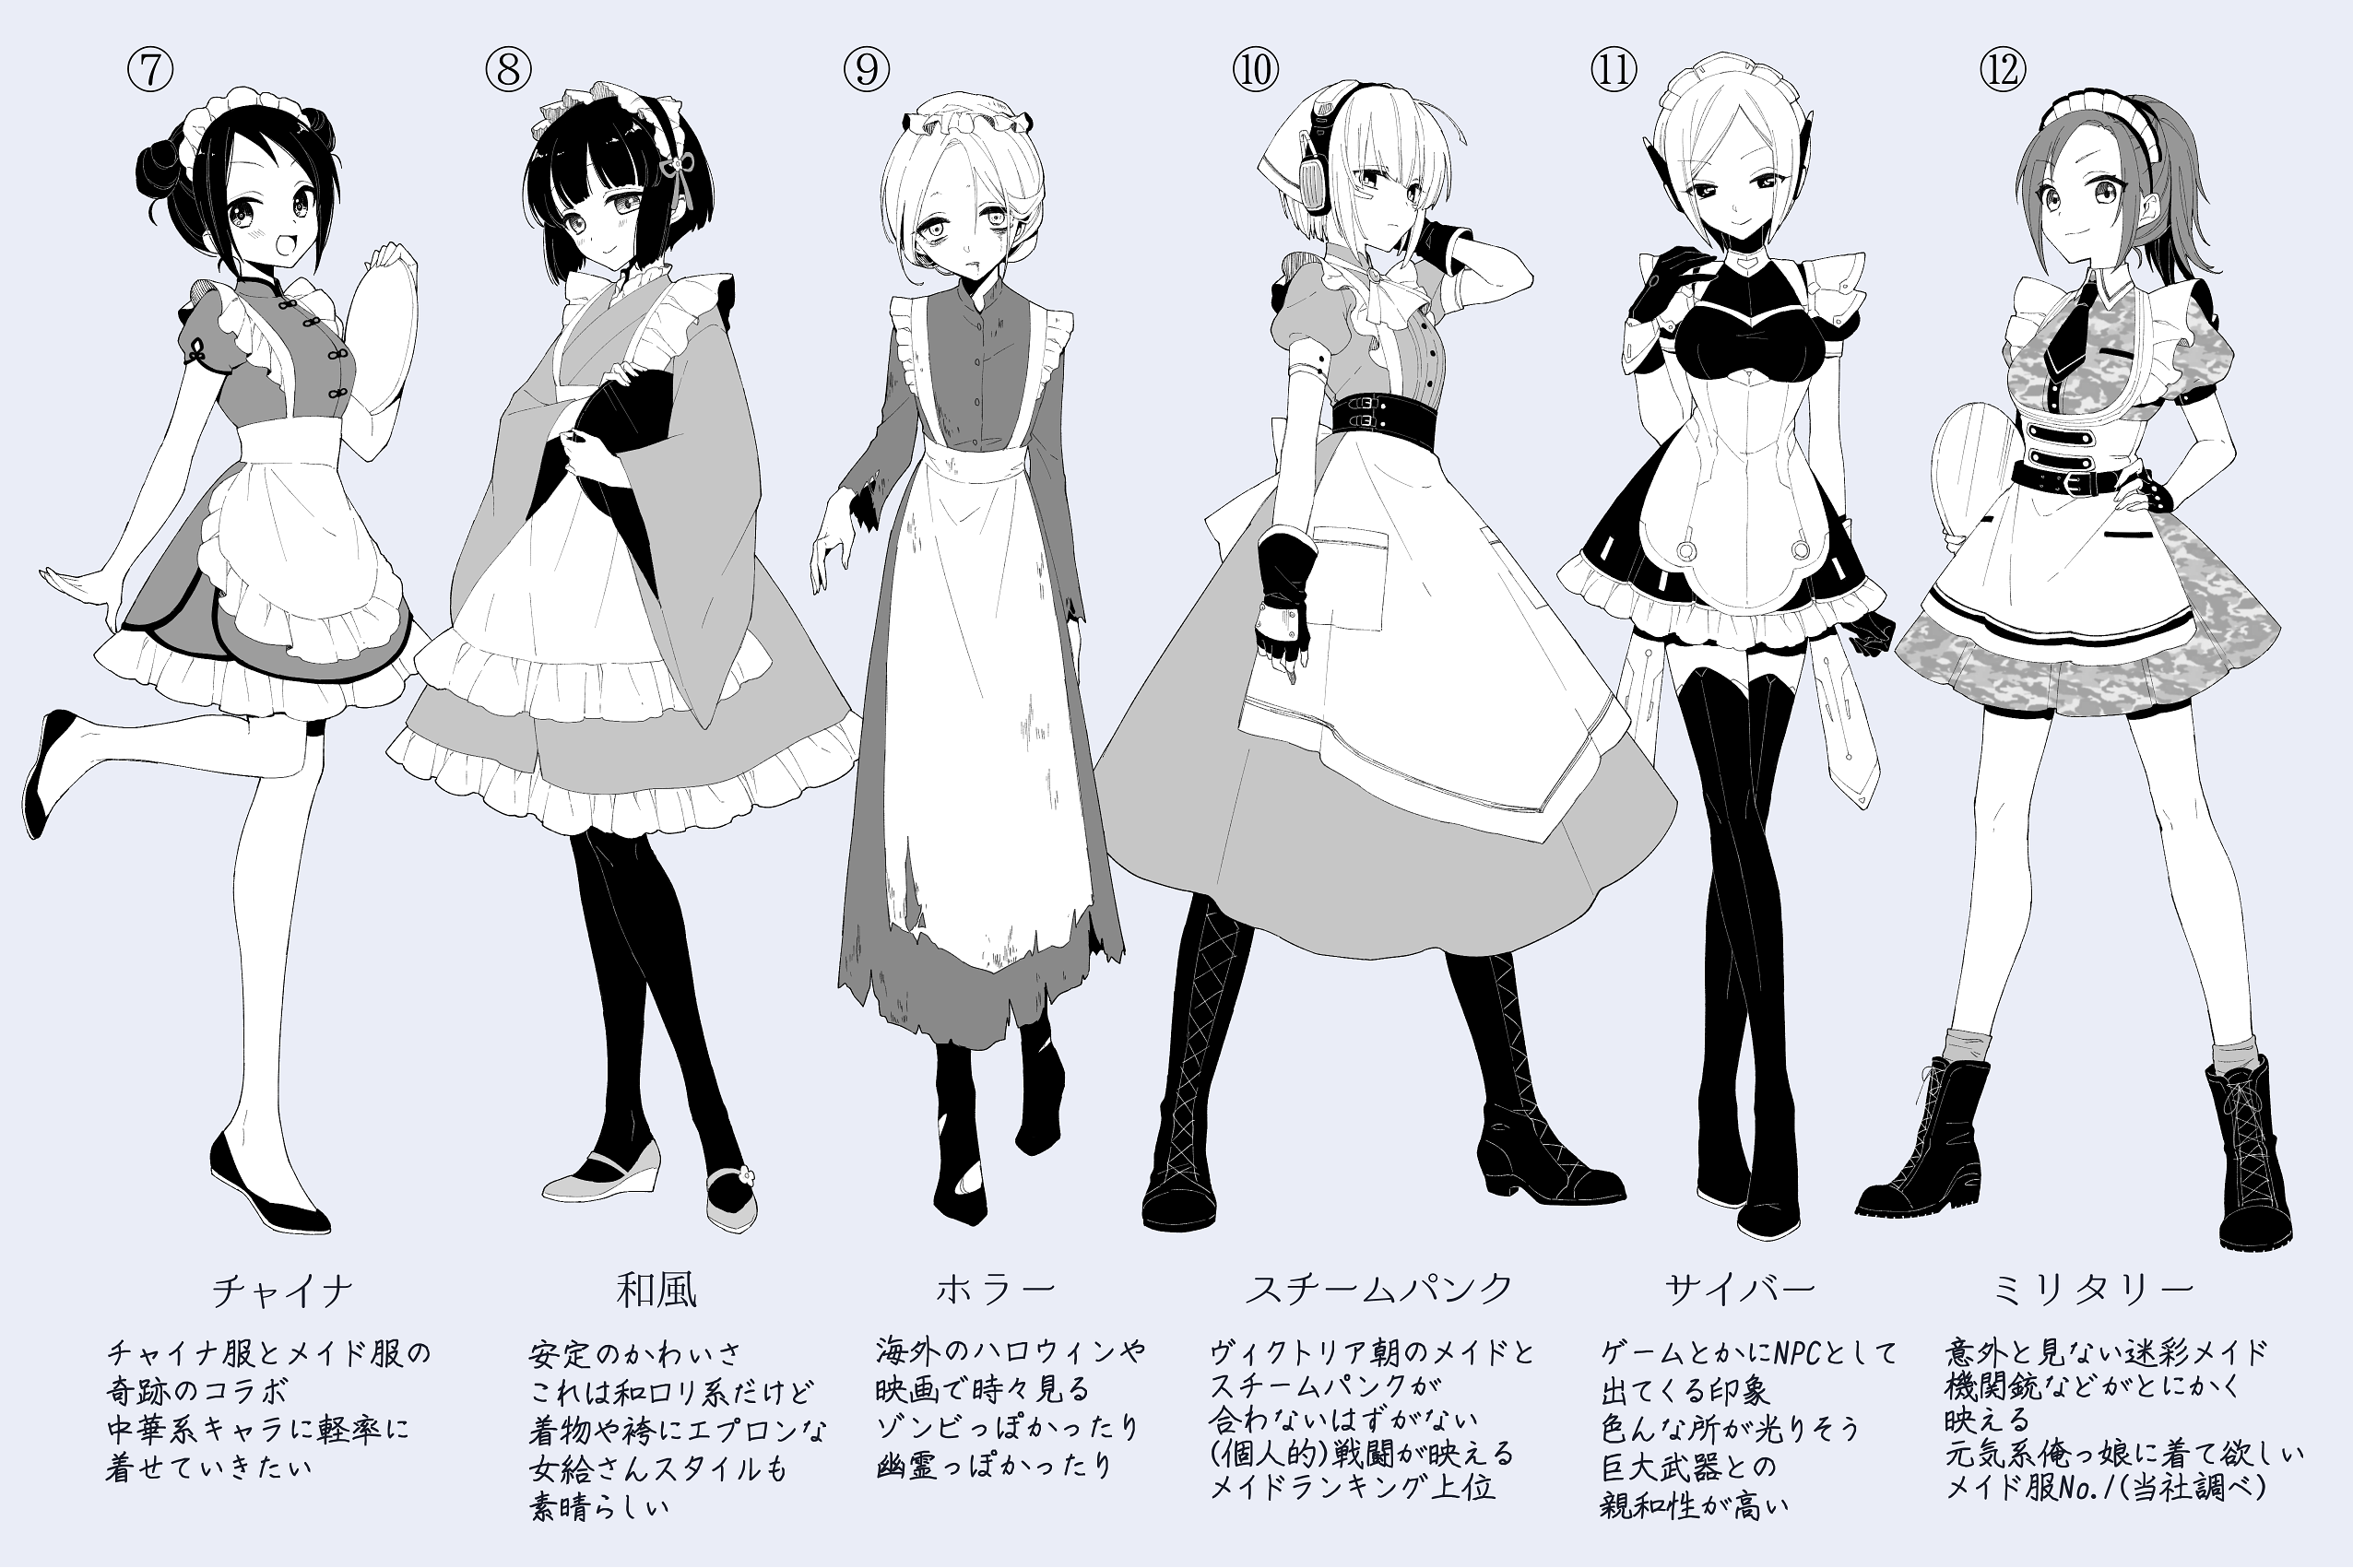 ⑦
⑧
⑨
⑩
⑪
⑫
チャイナ
チャイナ服とメイド服の
奇跡のコラボ
中華系キャラに軽率に
着せていきたい
和風
安定のかわいさ
これは和ロリ系だけど
着物や袴にエプロンな
女給さんスタイルも
素晴らしい
ホラー
海外のハロウィンや
映画で時々見る
ゾンビっぽかったり
幽霊っぽかったり
スチームパンク
ヴィクトリア朝のメイドと
スチームパンクが
合わないはずがない
(個人的)戦闘が映える
メイドランキング上位
サイバー
ゲームとかにNPCとして
出てくる印象
色んな所が光りそう
巨大武器との
親和性が高い
ミリタリー
意外と見ない迷彩メイド
機関銃などがとにかく
映える
元気系俺っ娘に着て欲しい
メイド服No.1(当社調べ)